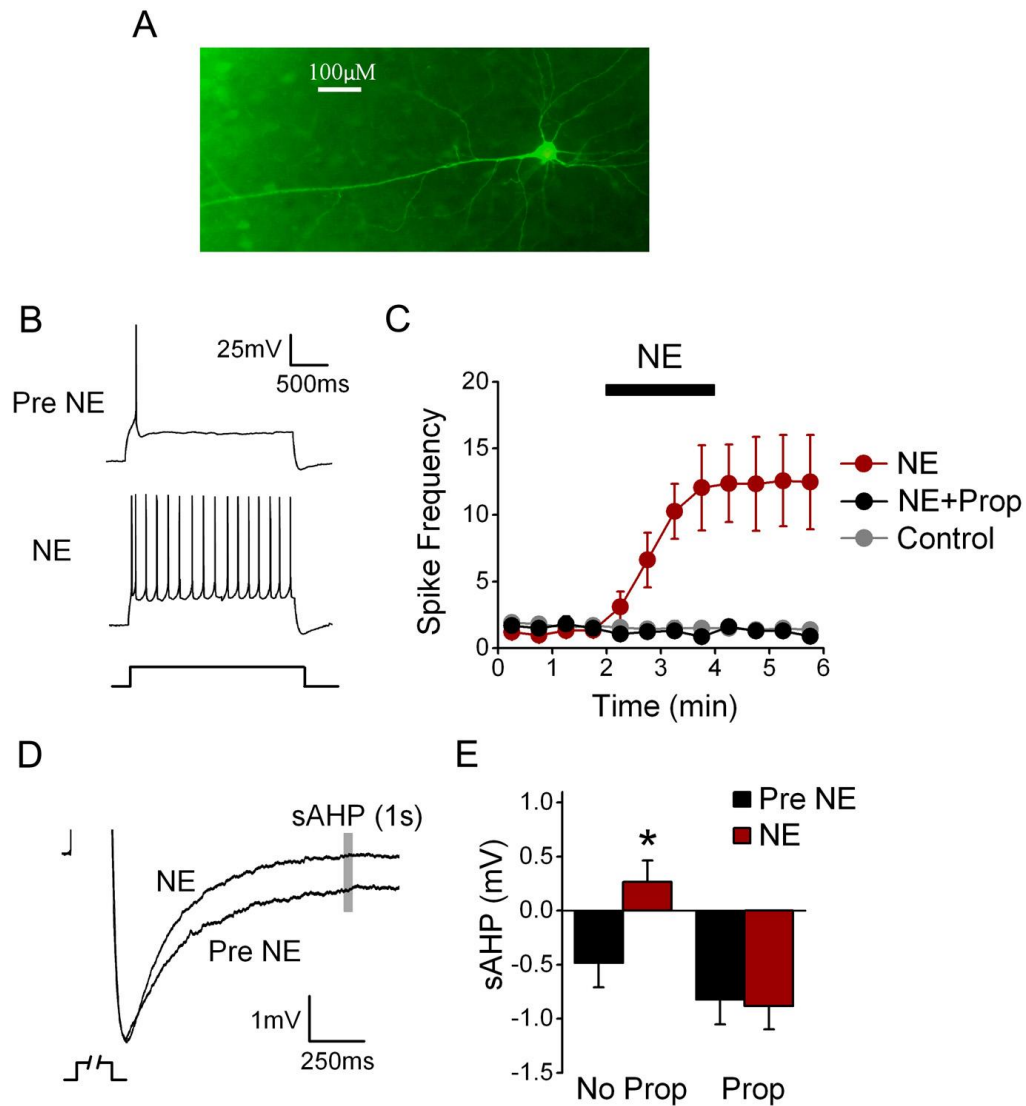 A
100µM
B
25mV
500ms
Pre NE
NE
C
NE
20
15
10
5
0
Spike Frequency
0 1 2 3 4 5 6
Time (min)
NE
NE+Prop
Control
D
sAHP (1s)
NE
Pre NE
1mV
250ms
E
Pre NE
NE
1.0
0.5
0.0
-0.5
-1.0
-1.5
sAHP (mV)
*
No Prop Prop